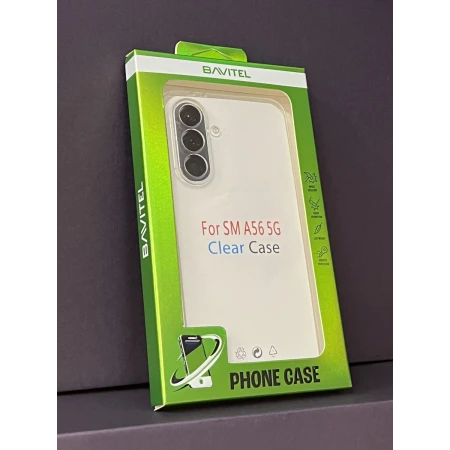 BAVITEL
BAVITEL
For SM A56 5G
Clear Case
PHONE CASE